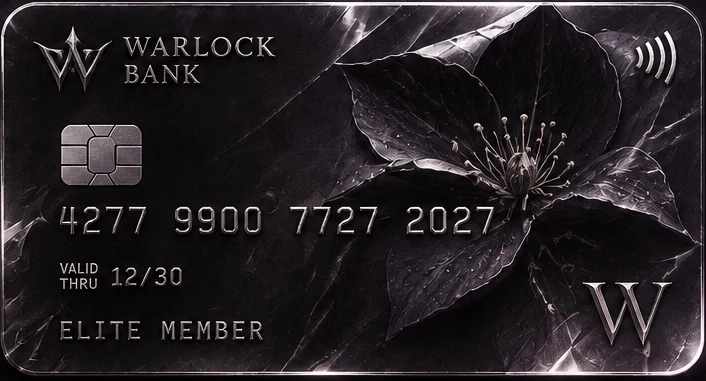 WARLOCK
BANK
4277 9900 7727 2027
VALID
THRU 12/30
ELITE MEMBER
W